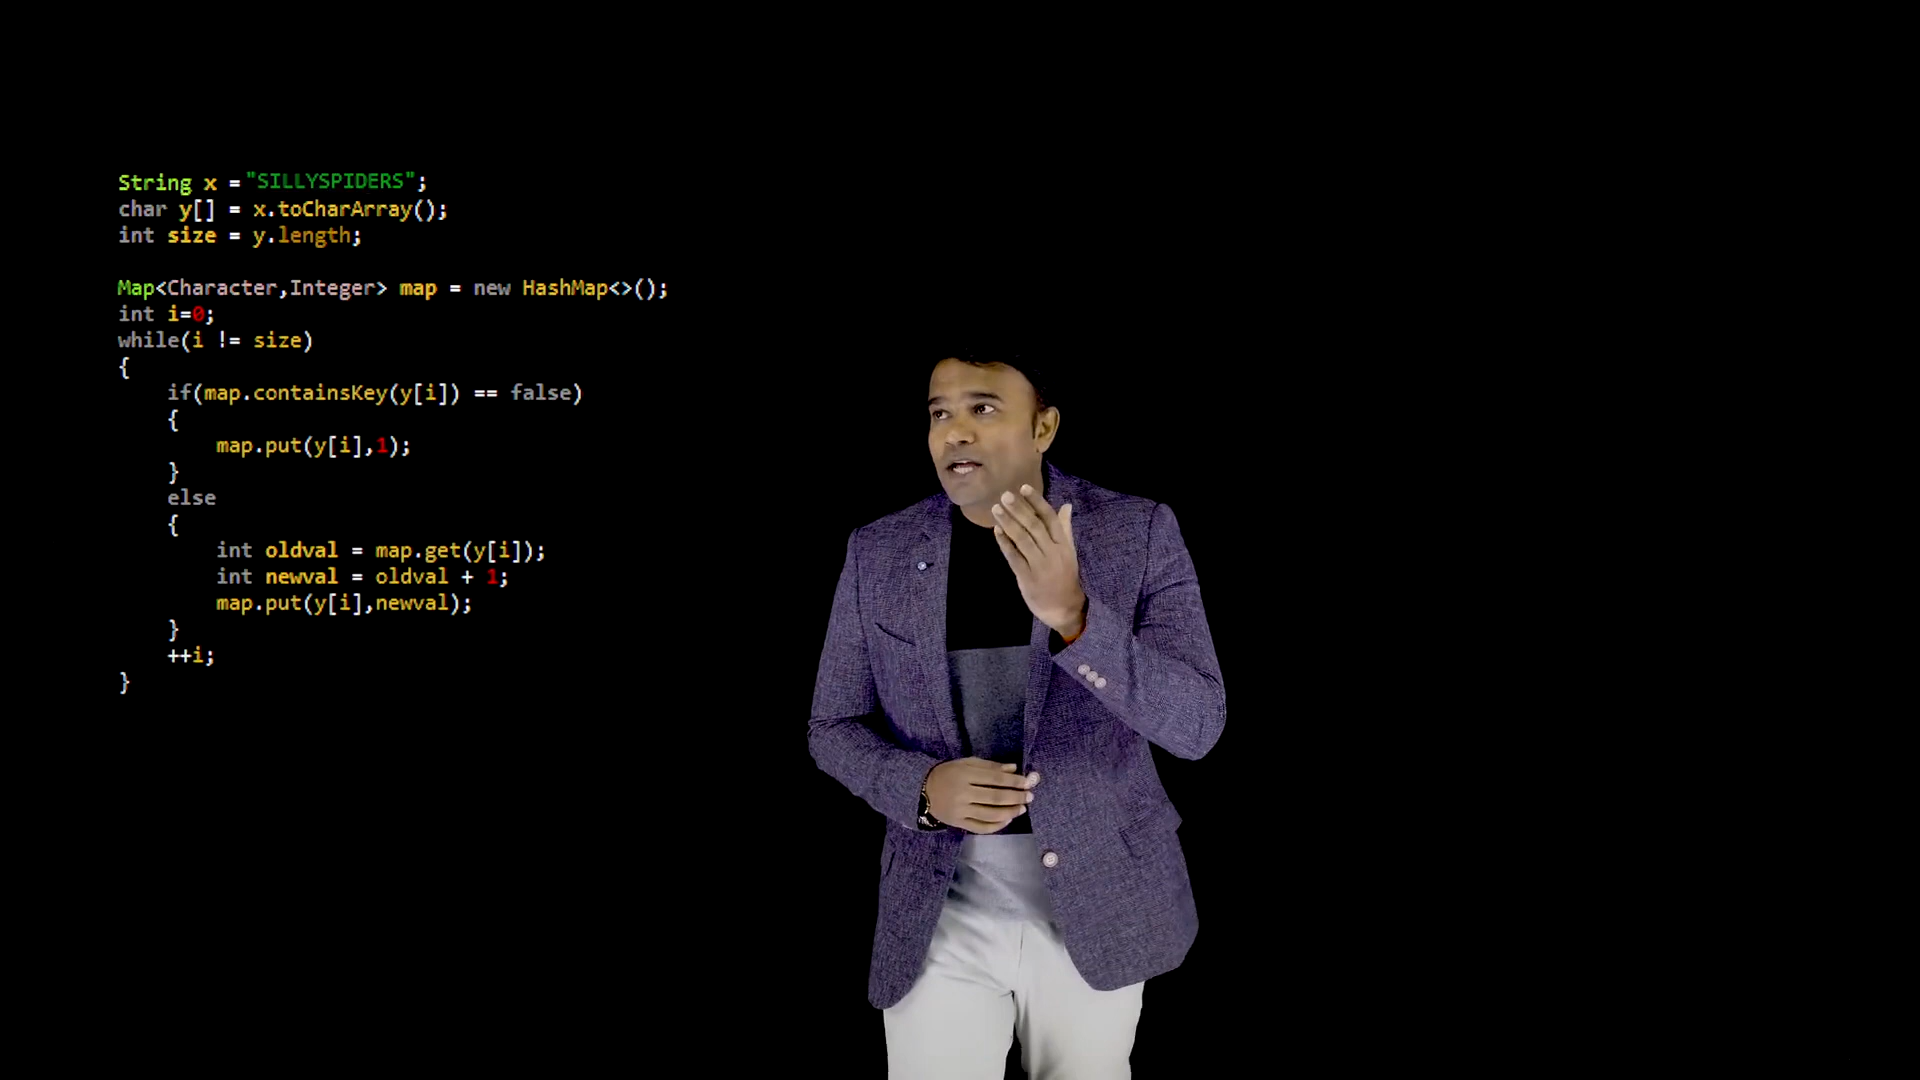 String x ="SILLYSPIDERS";
char y[] = x.toCharArray();
int size = y.length;
Map<Character,Integer> map = new HashMap<>();
int i=0;
while(i != size)
{
if(map.containsKey(y[i]) == false)
{
map.put(y[i],1);
}
else
{
int oldval = map.get(y[i]);
int newval = oldval + 1;
map.put(y[i],newval);
}
++i;
}